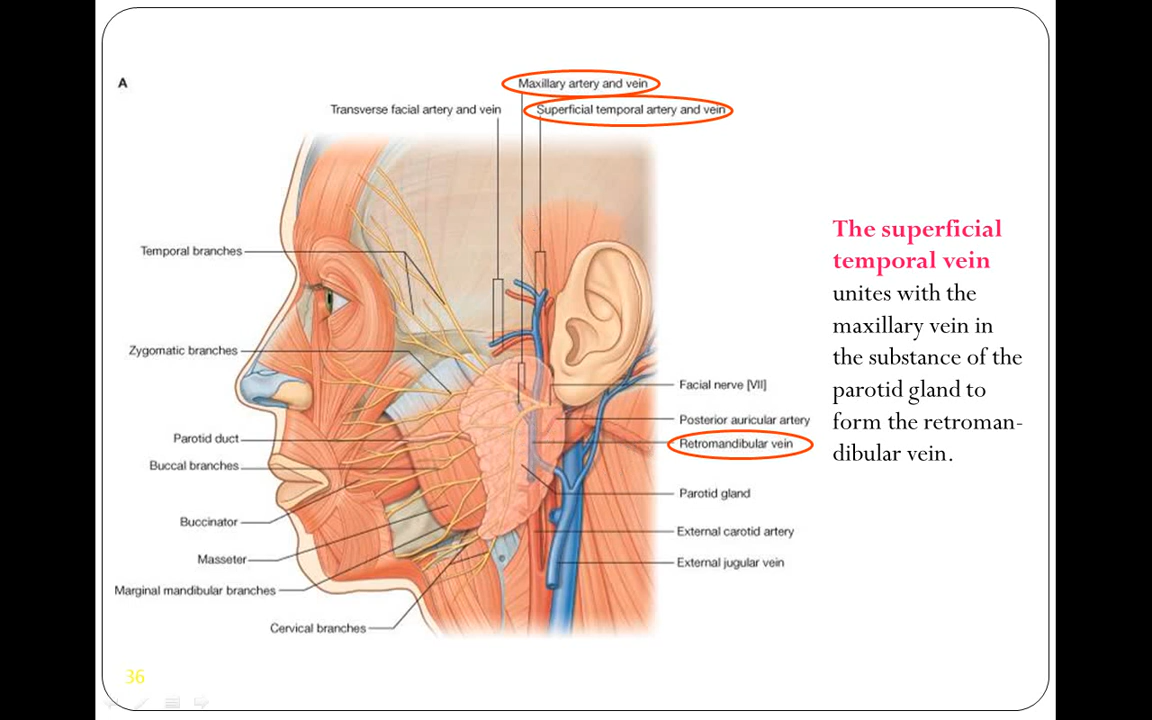 A
Maxillary artery and vein
Transverse facial artery and vein
Superficial temporal artery and vein
Temporal branches
Zygomatic branches
Parotid duct
Buccal branches
Buccinator
Masseter
Marginal mandibular branches
Cervical branches
Facial nerve [VII]
Posterior auricular artery
Retromandibular vein
Parotid gland
External carotid artery
External jugular vein
The superficial
temporal vein
unites with the
maxillary vein in
the substance of the
parotid gland to
form the retroman-
dibular vein.
36